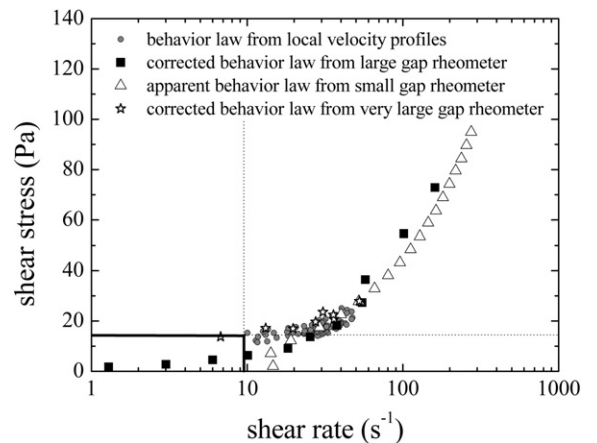 behavior law from local velocity profiles
corrected behavior law from large gap rheometer
apparent behavior law from small gap rheometer
corrected behavior law from very large gap rheometer
140
120
100
80
60
40
20
0
shear stress (Pa)
1 10 100 1000
shear rate (s⁻¹)